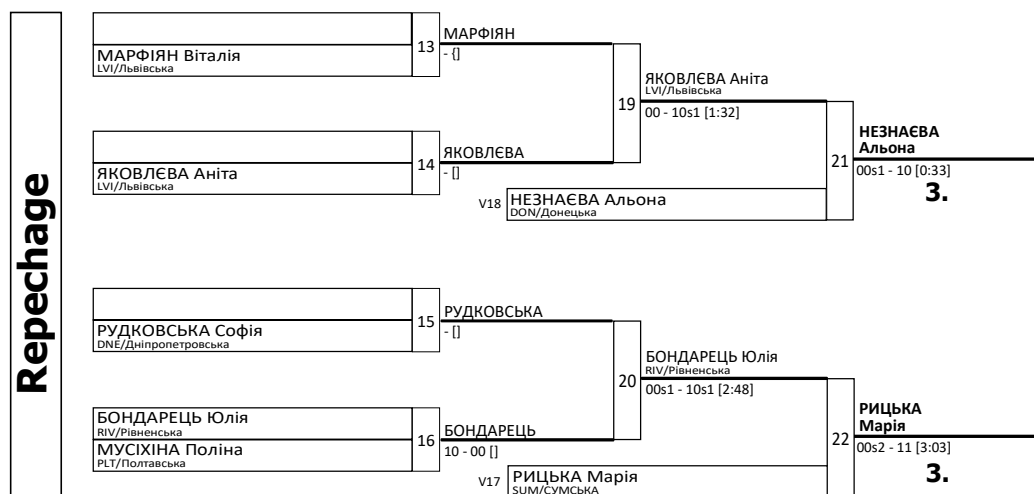 Repechage
МАРФІЯН Віталія
LVI/Львівська
13
МАРФІЯН
- {]
ЯКОВЛЄВА Аніта
LVI/Львівська
14
ЯКОВЛЄВА
- []
19
ЯКОВЛЄВА Аніта
LVI/Львівська
00 - 10s1 [1:32]
V18
НЕЗНАЄВА Альона
DON/Донецька
21
НЕЗНАЄВА
Альона
00s1 - 10 [0:33]
3.
РУДКОВСЬКА Софія
DNE/Дніпропетровська
15
РУДКОВСЬКА
- []
БОНДАРЕЦЬ Юлія
RIV/Рівненська
МУСІХІНА Поліна
PLT/Полтавська
16
БОНДАРЕЦЬ
10 - 00 []
20
БОНДАРЕЦЬ Юлія
RIV/Рівненська
00s1 - 10s1 [2:48]
V17
РИЦЬКА Марія
SUM/СУМСЬКА
22
РИЦЬКА
Марія
00s2 - 11 [3:03]
3.